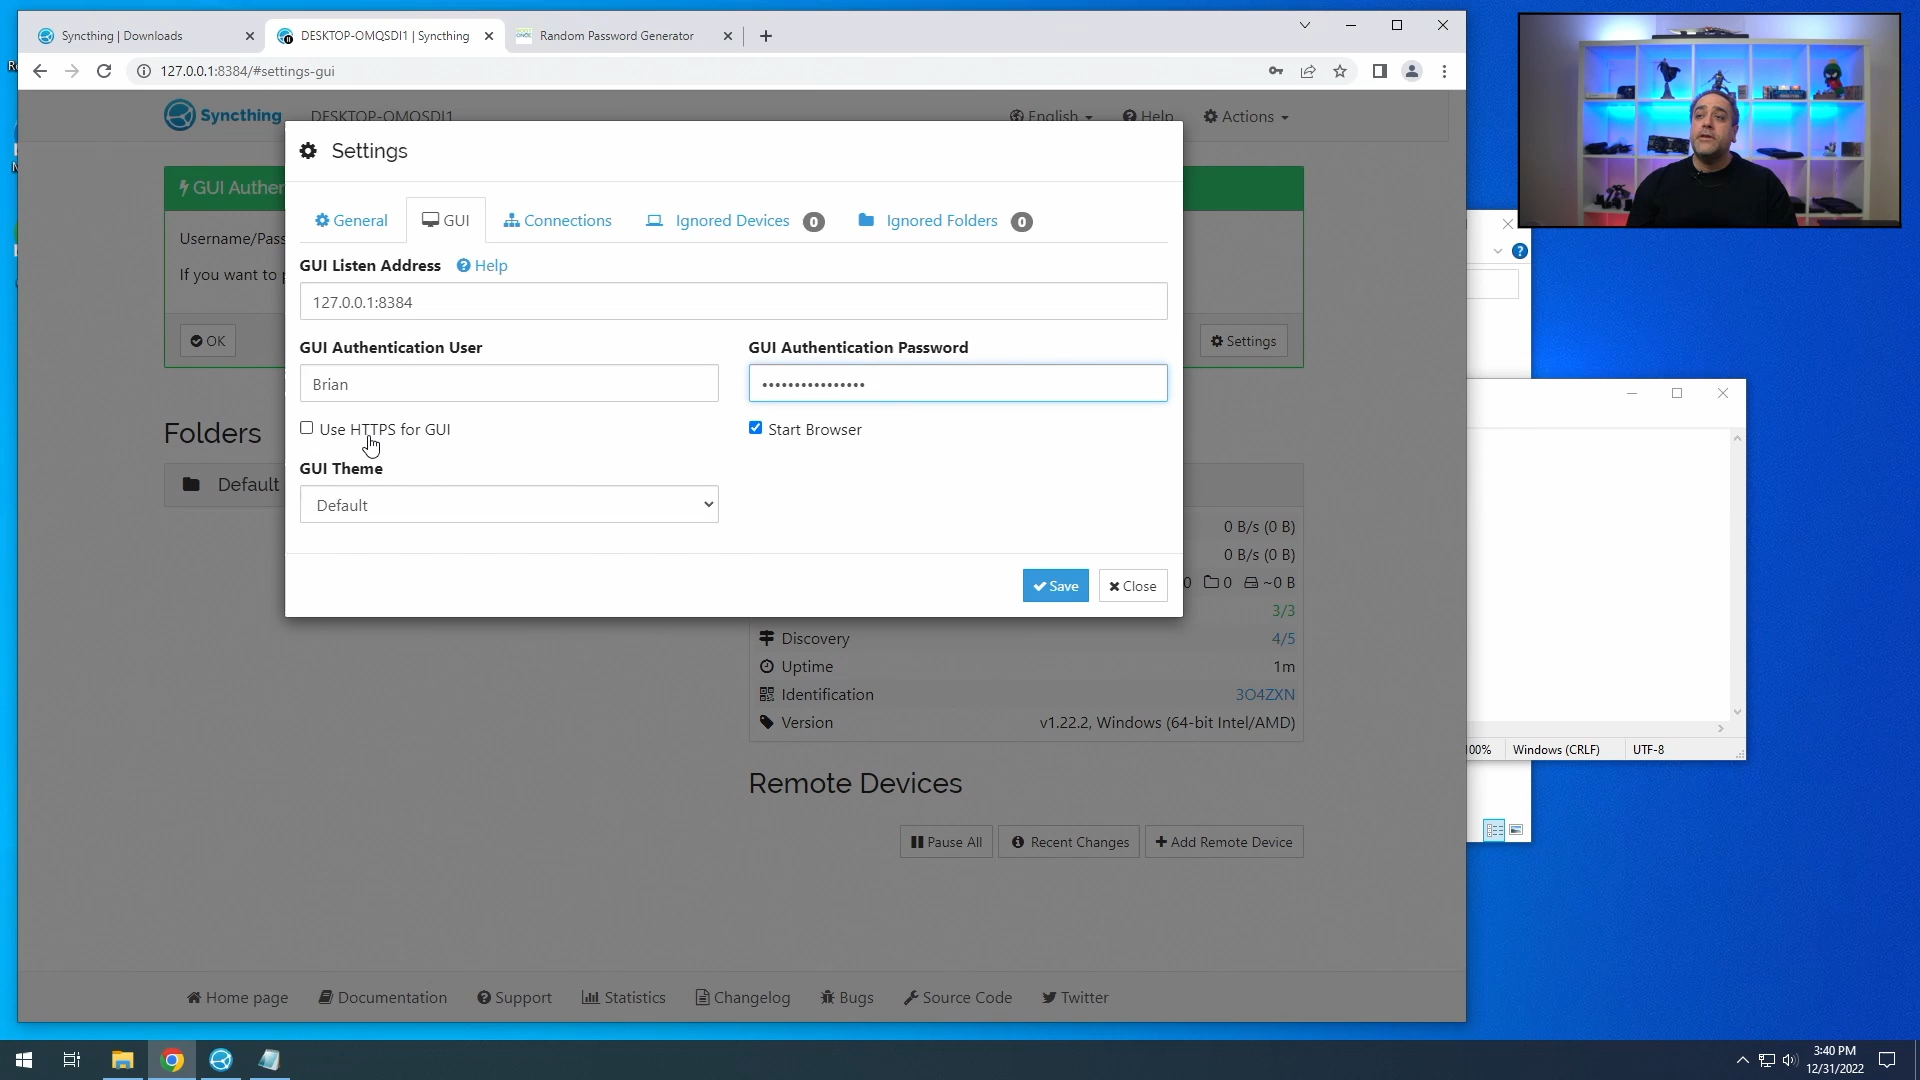 Syncthing | Downloads
DESKTOP-OMQSDI1 | Syncthing
Random Password Generator
127.0.0.1:8384/#settings-gui
Syncthing
DESKTOP-OMQSDI1
English
Help
Actions
GUI Authen
Settings
General
GUI
Connections
Ignored Devices 0
Ignored Folders 0
Username/Pass
If you want to
OK
Settings
GUI Listen Address
Help
127.0.0.1:8384
GUI Authentication User
GUI Authentication Password
Brian
••••••••••••••••
Use HTTPS for GUI
Start Browser
GUI Theme
Default
Save
Close
Folders
Default
0 B/s (0 B)
0 B/s (0 B)
0 0 ~0 B
3/3
Discovery 4/5
Uptime 1m
Identification 3O4ZXN
Version v1.22.2, Windows (64-bit Intel/AMD)
Remote Devices
Pause All
Recent Changes
Add Remote Device
Home page
Documentation
Support
Statistics
Changelog
Bugs
Source Code
Twitter
100%
Windows (CRLF)
UTF-8
3:40 PM
12/31/2022